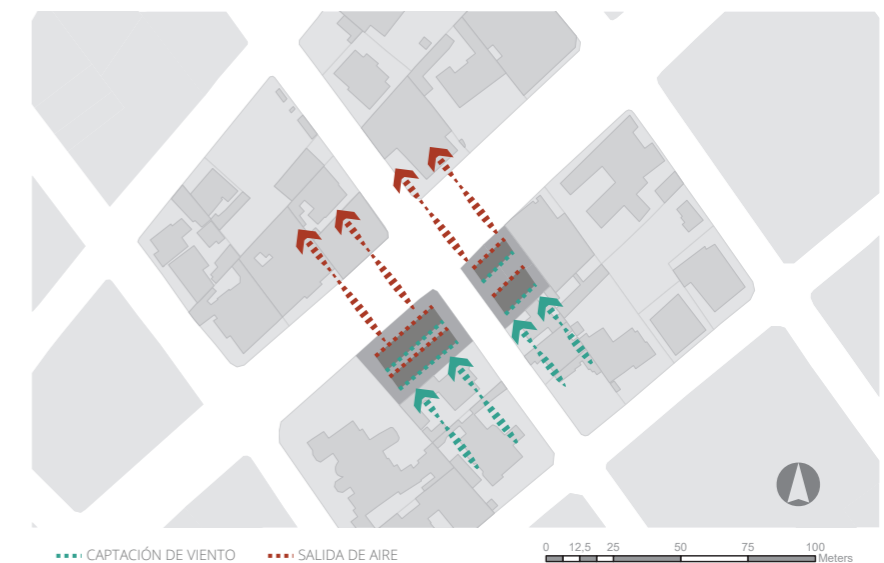 CAPTACIÓN DE VIENTO
SALIDA DE AIRE
0 12,5 25 50 75 100
Meters